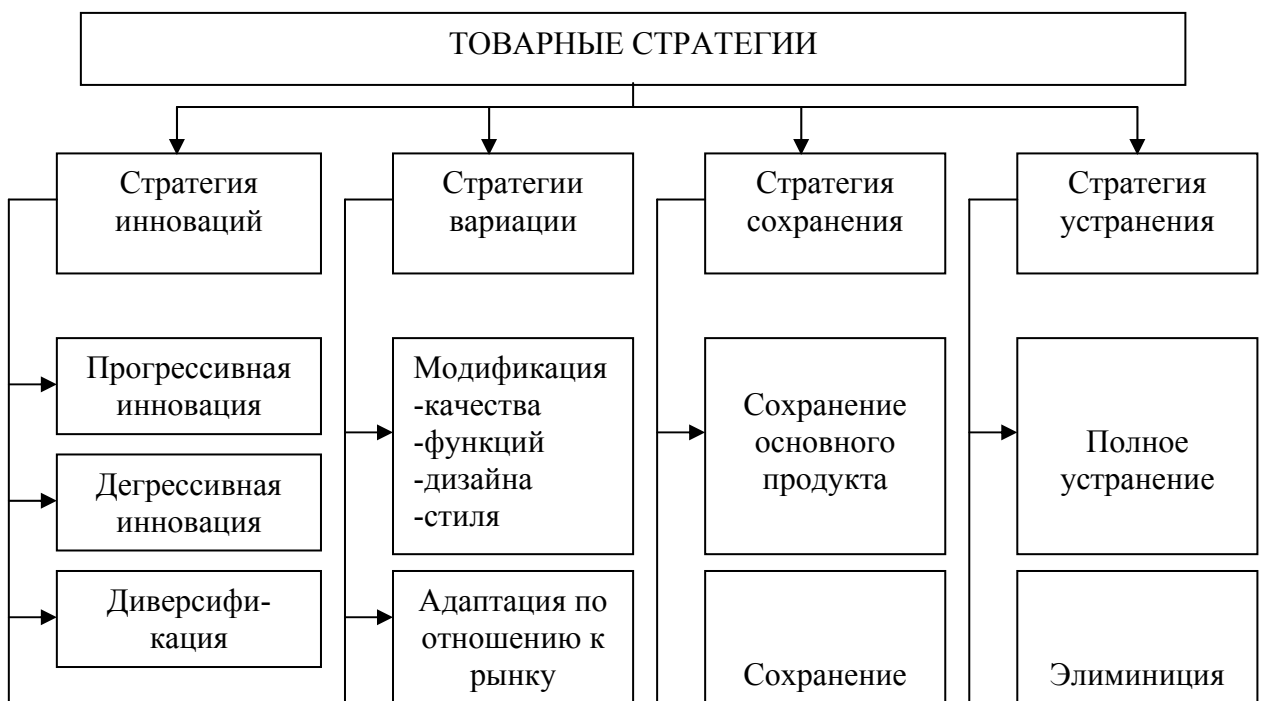 ТОВАРНЫЕ СТРАТЕГИИ
Стратегия
инноваций
Стратегии
вариации
Стратегия
сохранения
Стратегия
устранения
Прогрессивная
инновация
Дегрессивная
инновация
Диверсифи-
кация
Модификация
-качества
-функций
-дизайна
-стиля
Адаптация по
отношению к
рынку
Сохранение
основного
продукта
Сохранение
Полное
устранение
Элиминиция